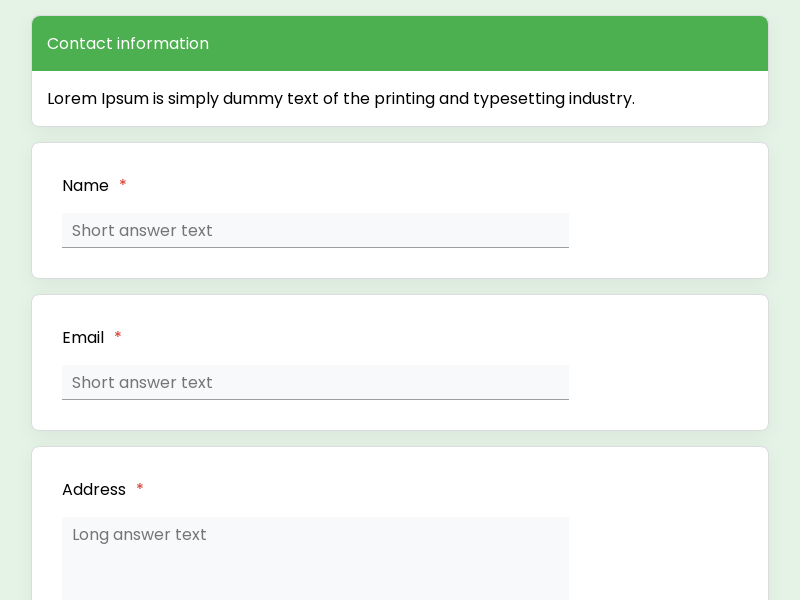 Contact information
Lorem Ipsum is simply dummy text of the printing and typesetting industry.
Name *
Short answer text
Email *
Short answer text
Address *
Long answer text